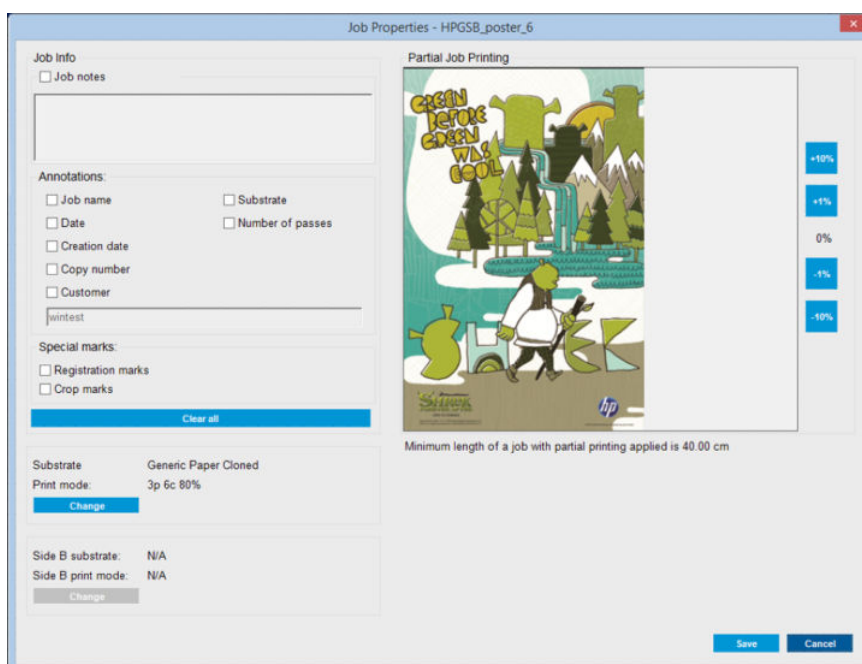 Job Properties - HPGSB_poster_6
Job Info
Job notes
Annotations:
Job name
Substrate
Date
Number of passes
Creation date
Copy number
Customer
wintest
Special marks:
Registration marks
Crop marks
Clear all
Substrate
Generic Paper Cloned
Print mode:
3p 6c 80%
Change
Side B substrate:
N/A
Side B print mode:
N/A
Change
Partial Job Printing
GREEN
BEFORE
GREEN
WAS
COOL
SHREK
SHREK
hp
+10%
+1%
0%
-1%
-10%
Minimum length of a job with partial printing applied is 40.00 cm
Save
Cancel